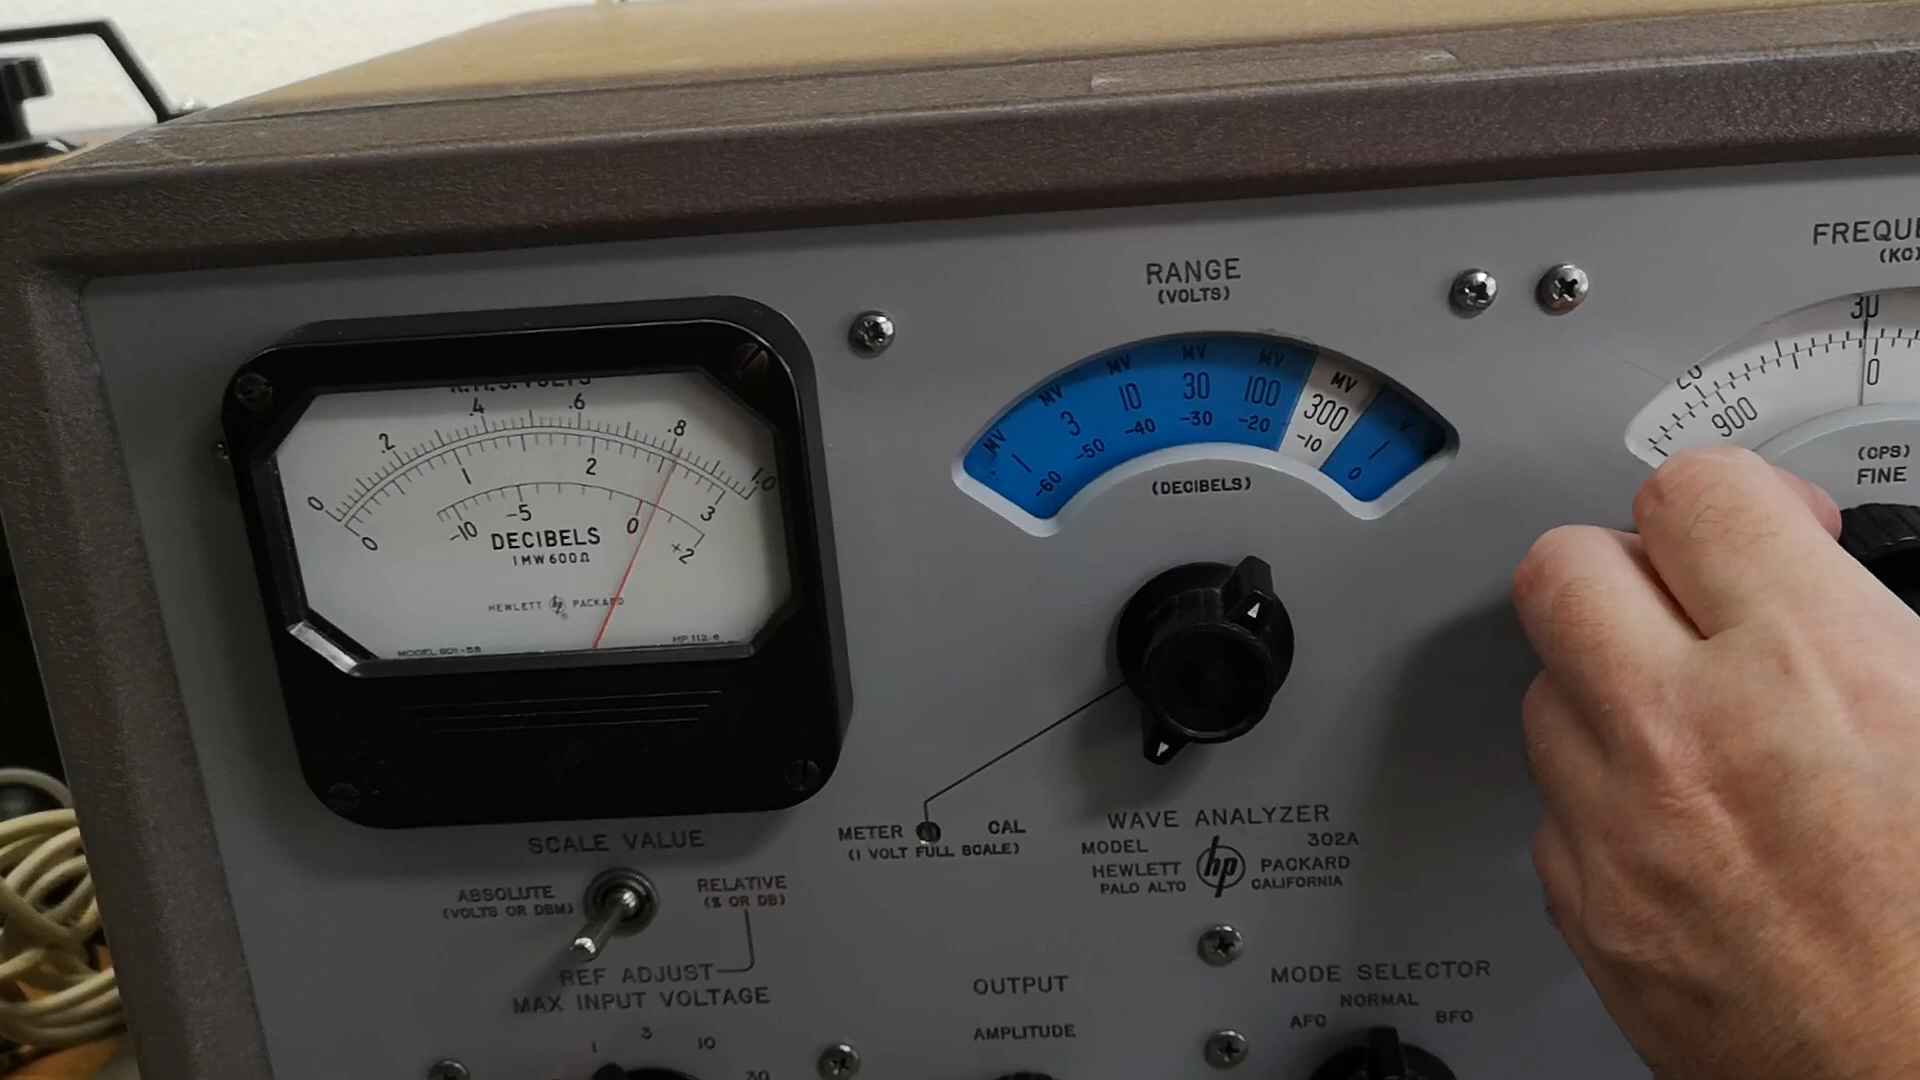 R.M.S. VOLTS
0 .2 .4 .6 .8 1.0
0 1 2 3
-10 -5 0 +2
DECIBELS
1MW 600Ω
HEWLETT hp PACKARD
MODEL 801-5B
HP 112-6
RANGE
(VOLTS)
MV MV MV MV MV MV V
1 3 10 30 100 300 1
-60 -50 -40 -30 -20 -10 0
(DECIBELS)
FREQUE
(KC)
20 30
900 0
(CPS)
FINE
METER CAL
(1 VOLT FULL SCALE)
WAVE ANALYZER
MODEL 302A
HEWLETT hp PACKARD
PALO ALTO CALIFORNIA
SCALE VALUE
ABSOLUTE
(VOLTS OR DBM)
RELATIVE
(% OR DB)
REF ADJUST
MAX INPUT VOLTAGE
1 3 10 30
OUTPUT
AMPLITUDE
MODE SELECTOR
NORMAL
AFC BFO